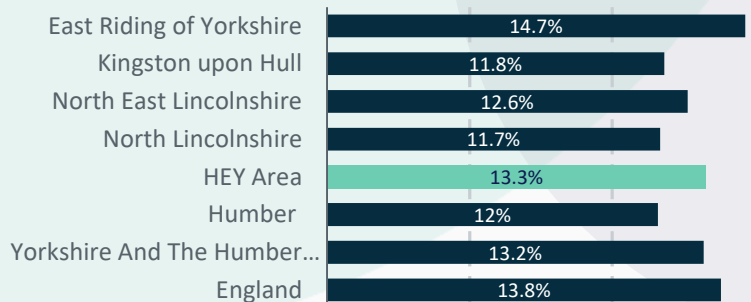 East Riding of Yorkshire 14.7%
Kingston upon Hull 11.8%
North East Lincolnshire 12.6%
North Lincolnshire 11.7%
HEY Area 13.3%
Humber 12%
Yorkshire And The Humber... 13.2%
England 13.8%